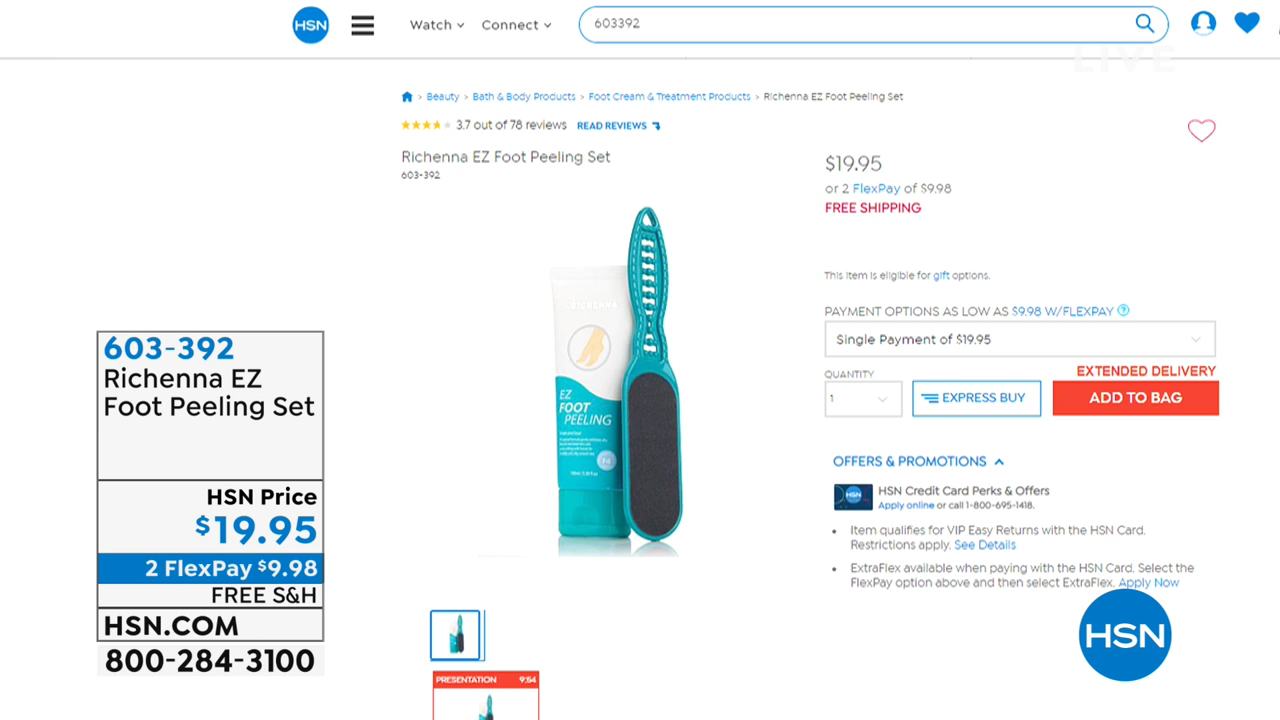 HSN
Watch
Connect
603392
LIVE
> Beauty > Bath & Body Products > Foot Cream & Treatment Products > Richenna EZ Foot Peeling Set
3.7 out of 78 reviews READ REVIEWS
Richenna EZ Foot Peeling Set
603-392
$19.95
or 2 FlexPay of $9.98
FREE SHIPPING
This item is eligible for gift options.
PAYMENT OPTIONS AS LOW AS $9.98 W/FLEXPAY ?
Single Payment of $19.95
QUANTITY
EXTENDED DELIVERY
1
EXPRESS BUY
ADD TO BAG
OFFERS & PROMOTIONS
HSN
HSN Credit Card Perks & Offers
Apply online or call 1-800-695-1418.
• Item qualifies for VIP Easy Returns with the HSN Card.
Restrictions apply. See Details
• ExtraFlex available when paying with the HSN Card. Select the
FlexPay option above and then select ExtraFlex. Apply Now
RICHENNA
EZ
FOOT
PEELING
603-392
Richenna EZ
Foot Peeling Set
HSN Price
$19.95
2 FlexPay $9.98
FREE S&H
HSN.COM
800-284-3100
PRESENTATION 9:54
HSN